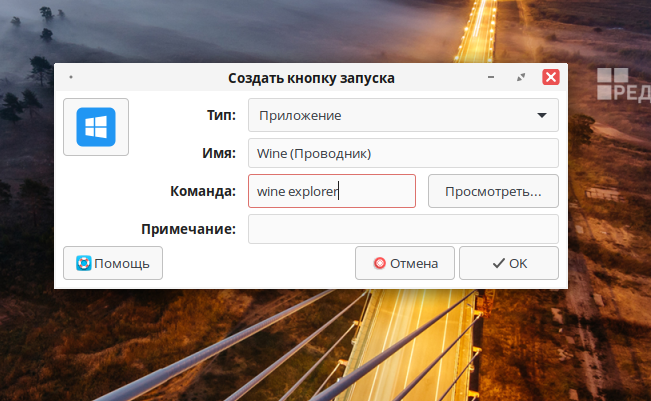 Создать кнопку запуска
РЕД
Тип: Приложение
Имя: Wine (Проводник)
Команда: wine explorer Просмотреть...
Примечание:
Помощь Отмена OK